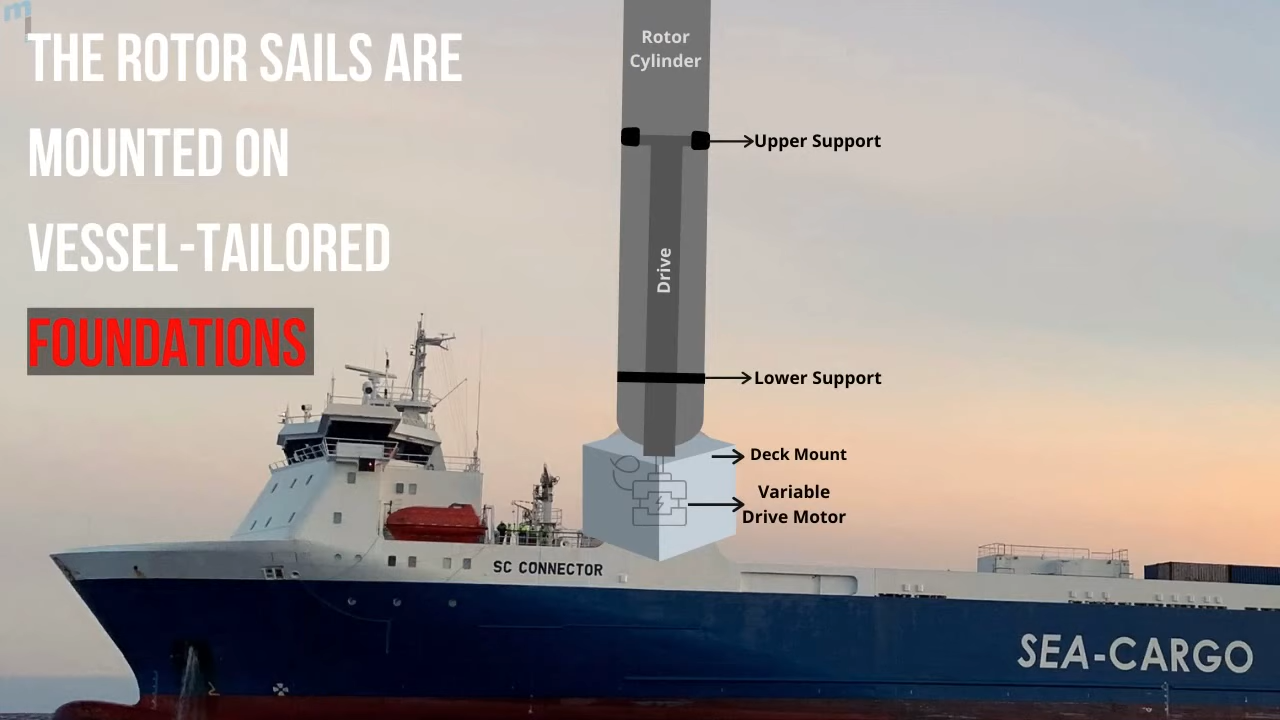 THE ROTOR SAILS ARE
MOUNTED ON
VESSEL-TAILORED
FOUNDATIONS
Rotor
Cylinder
Upper Support
Drive
Lower Support
Deck Mount
Variable
Drive Motor
SC CONNECTOR
SEA-CARGO